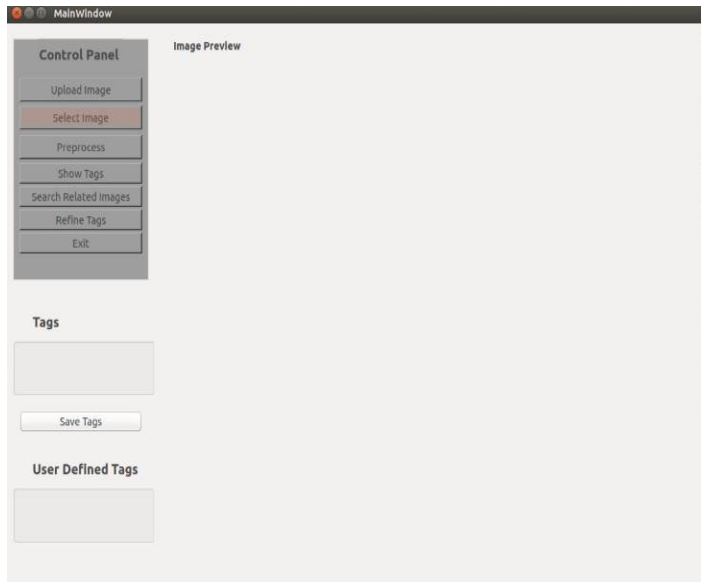 MainWindow
Control Panel
Upload Image
Select Image
Preprocess
Show Tags
Search Related Images
Refine Tags
Exit
Image Preview
Tags
Save Tags
User Defined Tags